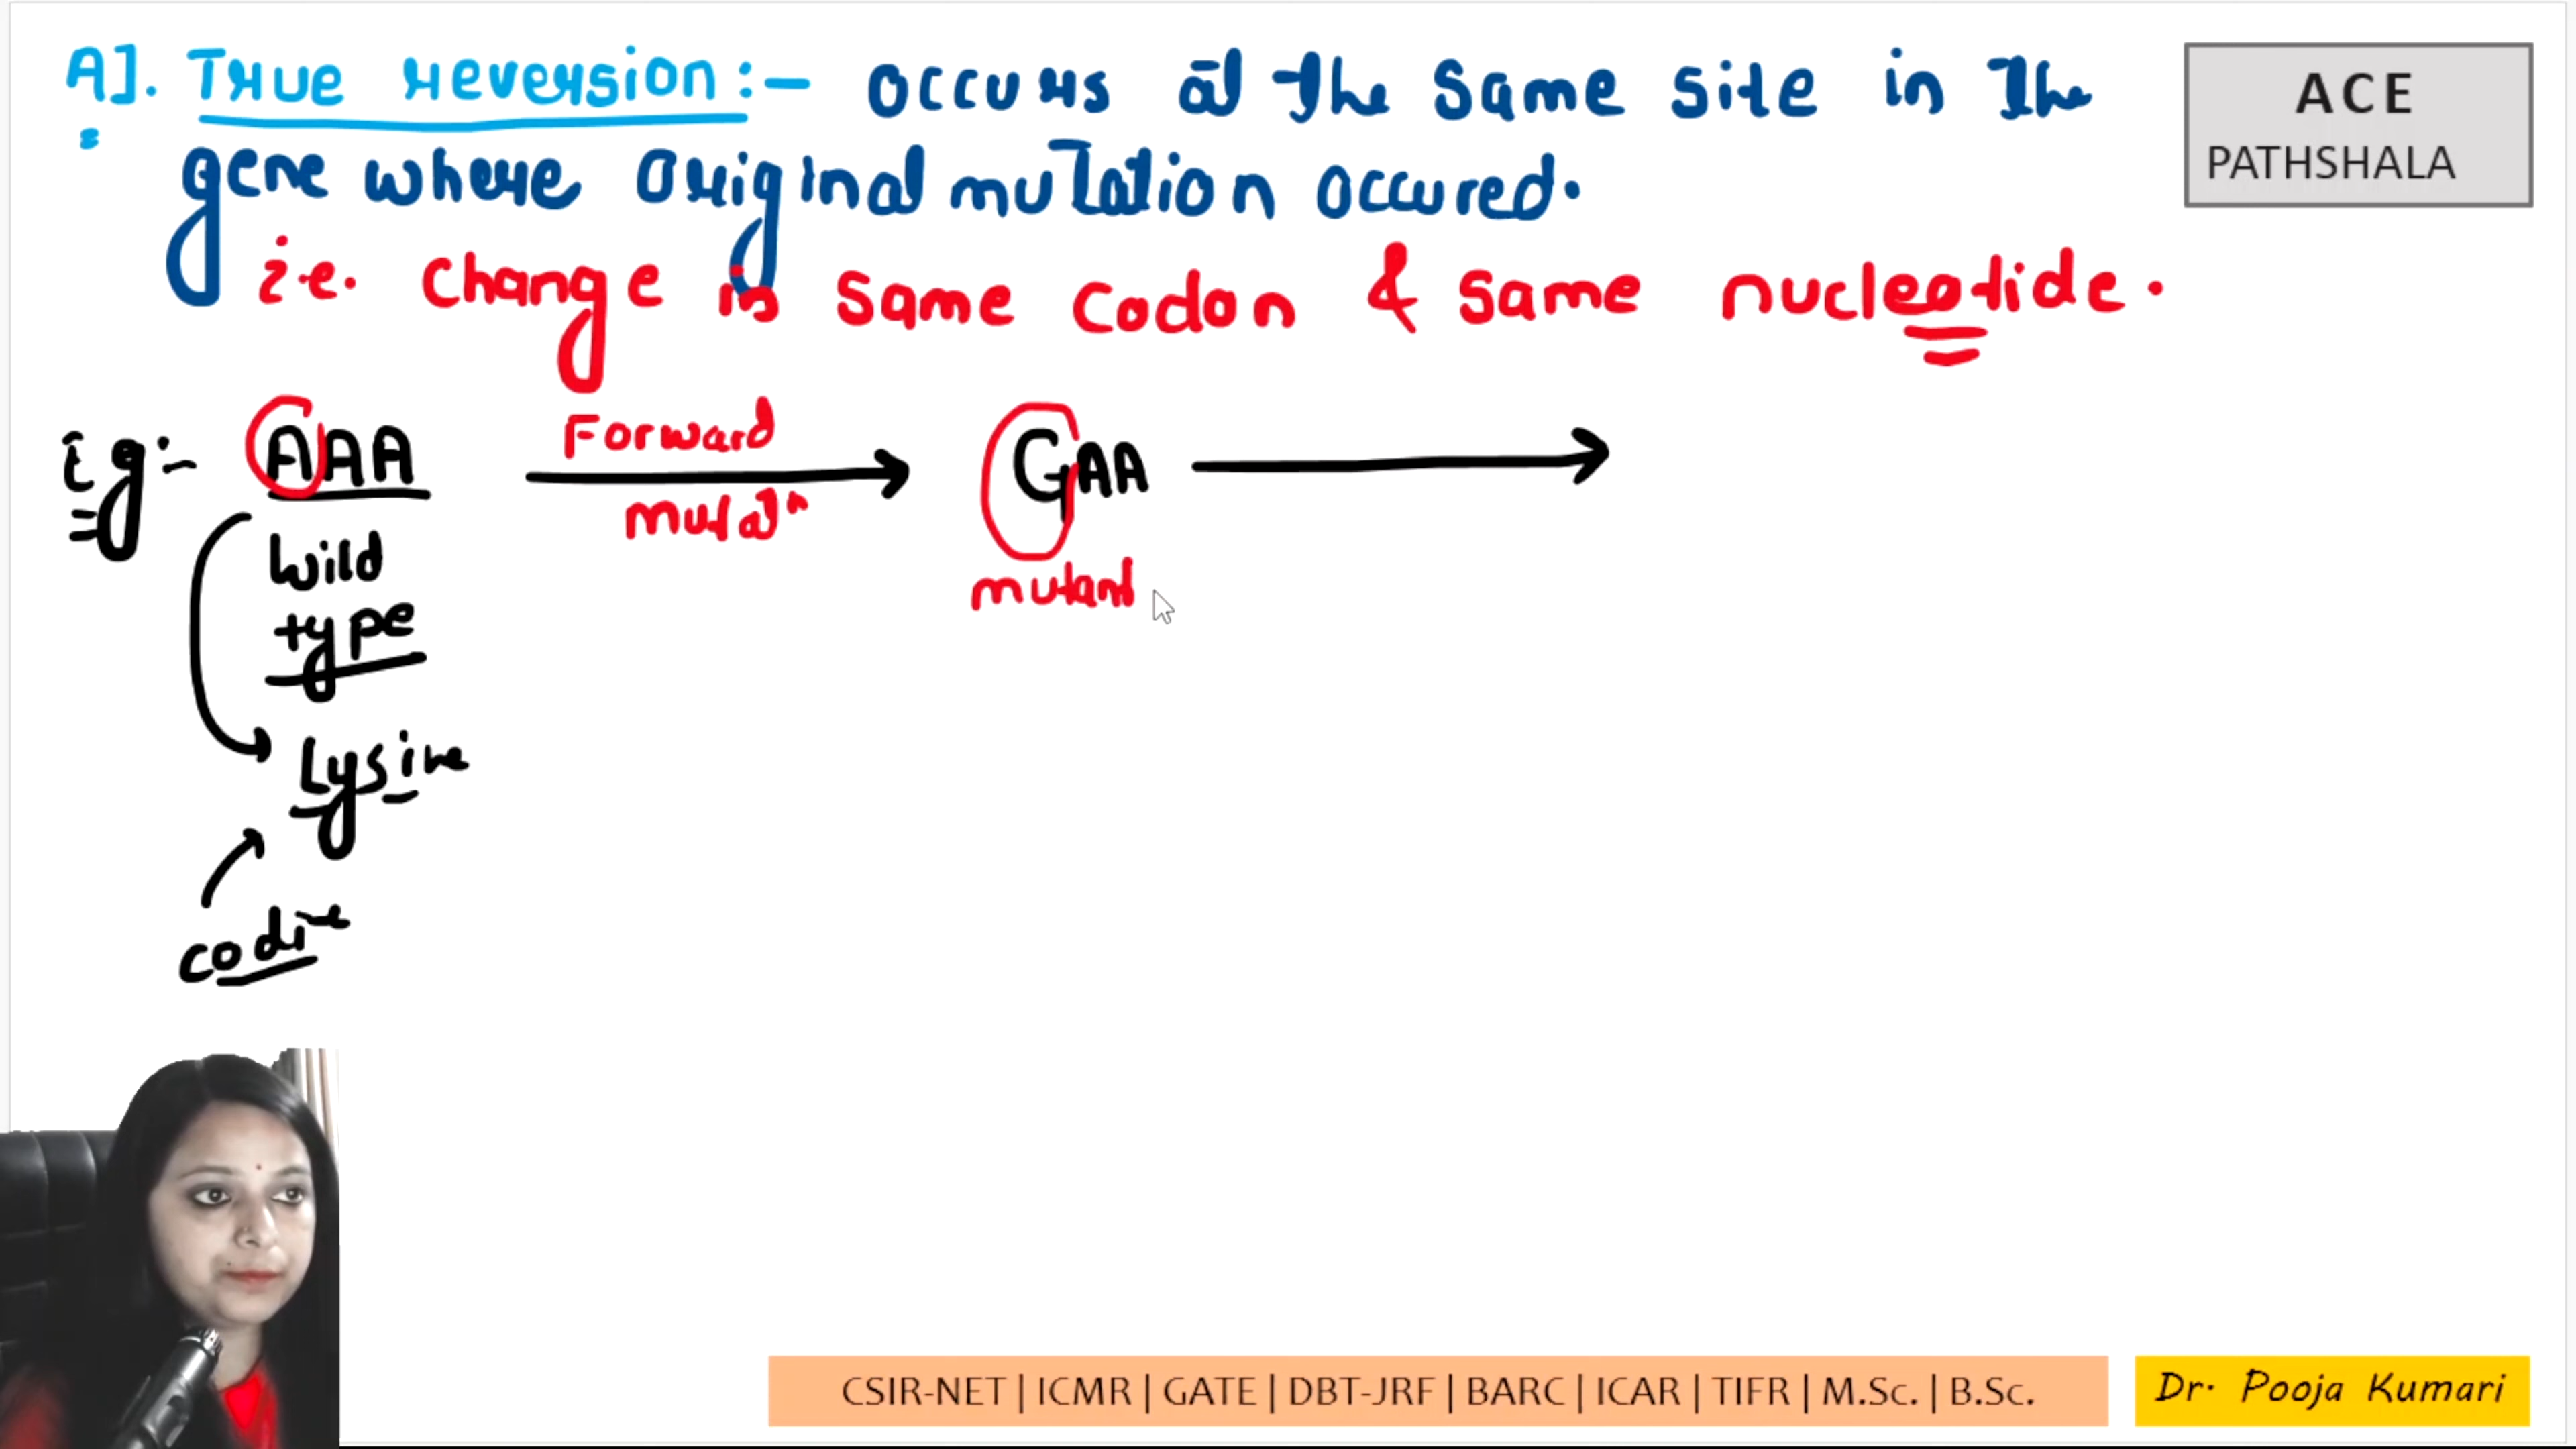 A]. True reversion:- occurs at the same site in the
gene where original mutation occured.
i.e. change in same codon & same nucleotide.
ACE
PATHSHALA
Eg:- AAA
Forward
mutatn
GAA
mutant
wild
type
Lysine
CSIR-NET | ICMR | GATE | DBT-JRF | BARC | ICAR | TIFR | M.Sc. | B.Sc.
Dr. Pooja Kumari